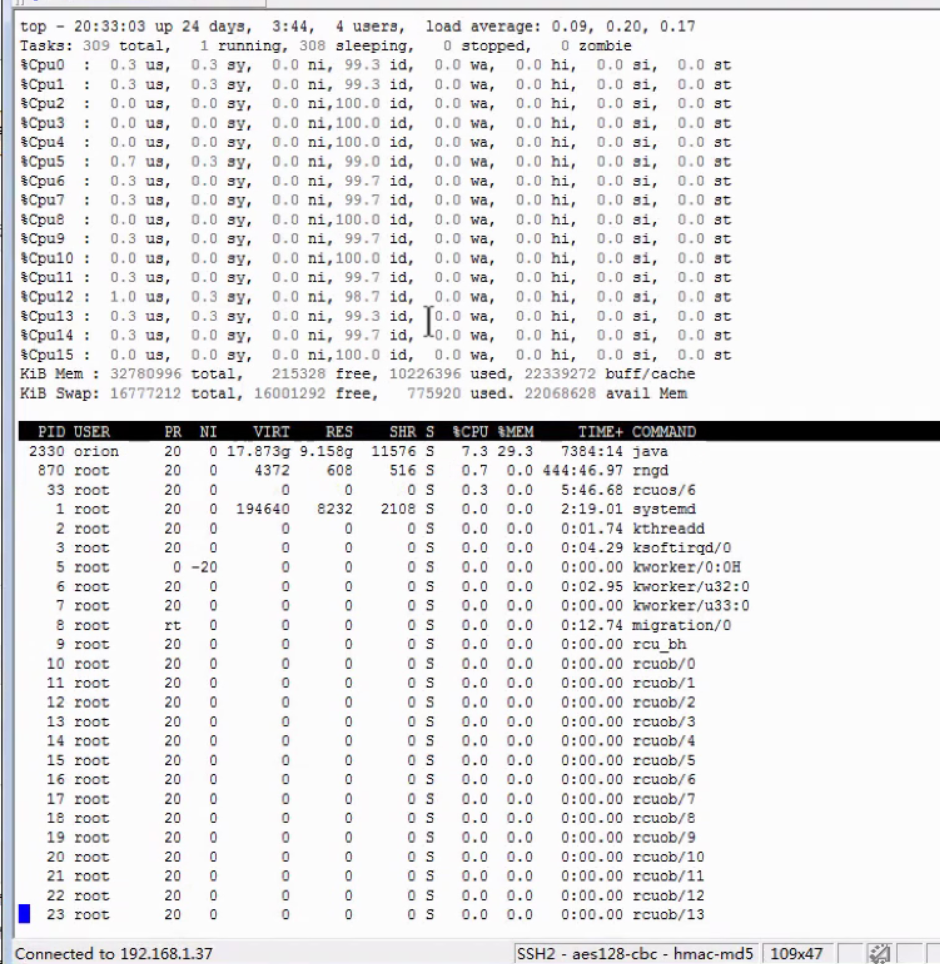 top - 20:33:03 up 24 days,  3:44,  4 users,  load average: 0.09, 0.20, 0.17
Tasks: 309 total,   1 running, 308 sleeping,   0 stopped,   0 zombie
%Cpu0  :  0.3 us,  0.3 sy,  0.0 ni, 99.3 id,  0.0 wa,  0.0 hi,  0.0 si,  0.0 st
%Cpu1  :  0.3 us,  0.3 sy,  0.0 ni, 99.3 id,  0.0 wa,  0.0 hi,  0.0 si,  0.0 st
%Cpu2  :  0.0 us,  0.0 sy,  0.0 ni,100.0 id,  0.0 wa,  0.0 hi,  0.0 si,  0.0 st
%Cpu3  :  0.0 us,  0.0 sy,  0.0 ni,100.0 id,  0.0 wa,  0.0 hi,  0.0 si,  0.0 st
%Cpu4  :  0.0 us,  0.0 sy,  0.0 ni,100.0 id,  0.0 wa,  0.0 hi,  0.0 si,  0.0 st
%Cpu5  :  0.7 us,  0.3 sy,  0.0 ni, 99.0 id,  0.0 wa,  0.0 hi,  0.0 si,  0.0 st
%Cpu6  :  0.3 us,  0.0 sy,  0.0 ni, 99.7 id,  0.0 wa,  0.0 hi,  0.0 si,  0.0 st
%Cpu7  :  0.3 us,  0.0 sy,  0.0 ni, 99.7 id,  0.0 wa,  0.0 hi,  0.0 si,  0.0 st
%Cpu8  :  0.0 us,  0.0 sy,  0.0 ni,100.0 id,  0.0 wa,  0.0 hi,  0.0 si,  0.0 st
%Cpu9  :  0.3 us,  0.0 sy,  0.0 ni, 99.7 id,  0.0 wa,  0.0 hi,  0.0 si,  0.0 st
%Cpu10 :  0.0 us,  0.0 sy,  0.0 ni,100.0 id,  0.0 wa,  0.0 hi,  0.0 si,  0.0 st
%Cpu11 :  0.3 us,  0.0 sy,  0.0 ni, 99.7 id,  0.0 wa,  0.0 hi,  0.0 si,  0.0 st
%Cpu12 :  1.0 us,  0.3 sy,  0.0 ni, 98.7 id,  0.0 wa,  0.0 hi,  0.0 si,  0.0 st
%Cpu13 :  0.3 us,  0.3 sy,  0.0 ni, 99.3 id,  0.0 wa,  0.0 hi,  0.0 si,  0.0 st
%Cpu14 :  0.3 us,  0.0 sy,  0.0 ni, 99.7 id,  0.0 wa,  0.0 hi,  0.0 si,  0.0 st
%Cpu15 :  0.0 us,  0.0 sy,  0.0 ni,100.0 id,  0.0 wa,  0.0 hi,  0.0 si,  0.0 st
KiB Mem : 32780996 total,   215328 free, 10226396 used, 22339272 buff/cache
KiB Swap: 16777212 total, 16001292 free,   775920 used. 22068628 avail Mem
PID USER PR NI VIRT RES SHR S %CPU %MEM TIME+ COMMAND
2330 orion 20 0 17.873g 9.158g 11576 S 7.3 29.3 7384:14 java
870 root 20 0 4372 608 516 S 0.7 0.0 444:46.97 rngd
33 root 20 0 0 0 0 S 0.3 0.0 5:46.68 rcuos/6
1 root 20 0 194640 8232 2108 S 0.0 0.0 2:19.01 systemd
2 root 20 0 0 0 0 S 0.0 0.0 0:01.74 kthreadd
3 root 20 0 0 0 0 S 0.0 0.0 0:04.29 ksoftirqd/0
5 root 0 -20 0 0 0 S 0.0 0.0 0:00.00 kworker/0:0H
6 root 20 0 0 0 0 S 0.0 0.0 0:02.95 kworker/u32:0
7 root 20 0 0 0 0 S 0.0 0.0 0:00.00 kworker/u33:0
8 root rt 0 0 0 0 S 0.0 0.0 0:12.74 migration/0
9 root 20 0 0 0 0 S 0.0 0.0 0:00.00 rcu_bh
10 root 20 0 0 0 0 S 0.0 0.0 0:00.00 rcuob/0
11 root 20 0 0 0 0 S 0.0 0.0 0:00.00 rcuob/1
12 root 20 0 0 0 0 S 0.0 0.0 0:00.00 rcuob/2
13 root 20 0 0 0 0 S 0.0 0.0 0:00.00 rcuob/3
14 root 20 0 0 0 0 S 0.0 0.0 0:00.00 rcuob/4
15 root 20 0 0 0 0 S 0.0 0.0 0:00.00 rcuob/5
16 root 20 0 0 0 0 S 0.0 0.0 0:00.00 rcuob/6
17 root 20 0 0 0 0 S 0.0 0.0 0:00.00 rcuob/7
18 root 20 0 0 0 0 S 0.0 0.0 0:00.00 rcuob/8
19 root 20 0 0 0 0 S 0.0 0.0 0:00.00 rcuob/9
20 root 20 0 0 0 0 S 0.0 0.0 0:00.00 rcuob/10
21 root 20 0 0 0 0 S 0.0 0.0 0:00.00 rcuob/11
22 root 20 0 0 0 0 S 0.0 0.0 0:00.00 rcuob/12
23 root 20 0 0 0 0 S 0.0 0.0 0:00.00 rcuob/13
Connected to 192.168.1.37 SSH2 - aes128-cbc - hmac-md5 109x47